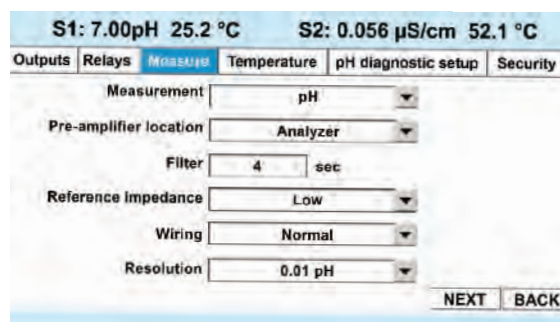 S1: 7.00pH 25.2 °C S2: 0.056 µS/cm 52.1 °C
Outputs Relays Measure Temperature pH diagnostic setup Security
Measurement pH
Pre-amplifier location Analyzer
Filter 4 sec
Reference Impedance Low
Wiring Normal
Resolution 0.01 pH
NEXT BACK